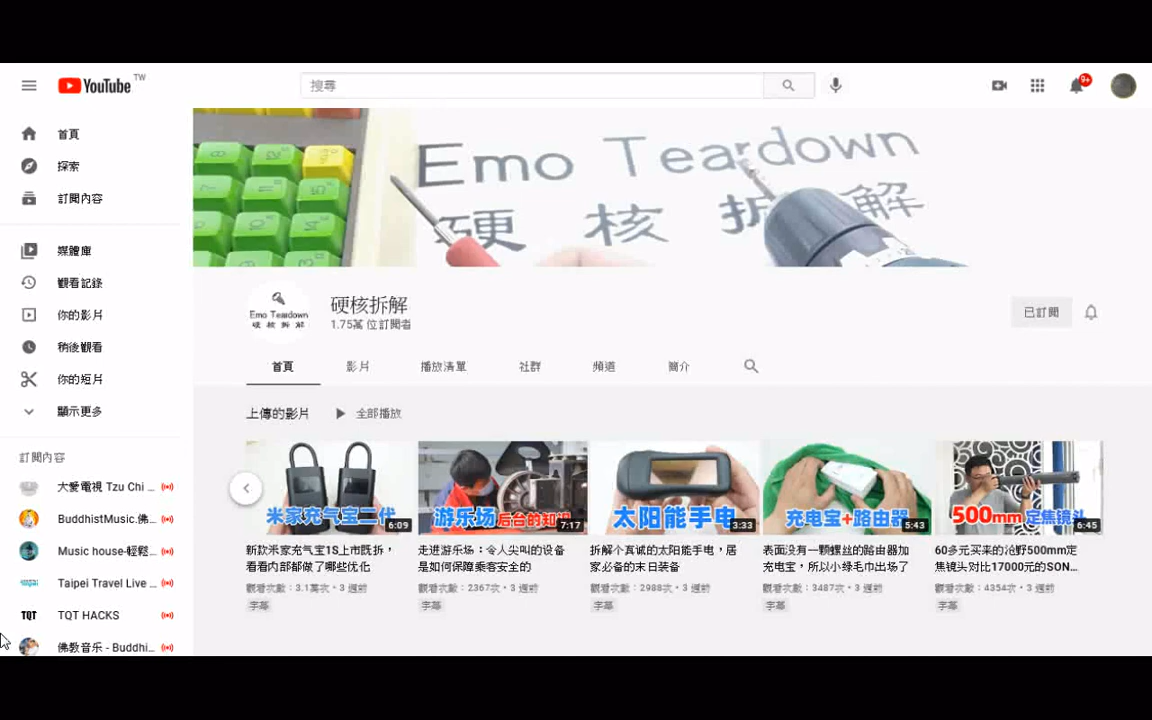 YouTube TW
搜尋
9+
首頁
探索
訂閱內容
媒體庫
觀看記錄
你的影片
稍後觀看
你的短片
顯示更多
訂閱內容
大愛電視 Tzu Chi ...
BuddhistMusic.佛...
Music house-輕鬆...
Taipei Travel Live ...
TQT HACKS
佛教音乐 - Buddhi...
Emo Teardown
硬核拆解
Emo Teardown
硬核拆解
硬核拆解
1.75萬 位訂閱者
已訂閱
首頁 影片 播放清單 社群 頻道 簡介
上傳的影片 全部播放
米家充气宝二代
6:09
新款米家充气宝1S上市既拆，
看看内部都做了哪些优化
觀看次數：3.1萬次・3 週前
字幕
游乐场后台的知识
7:17
走进游乐场：令人尖叫的设备
是如何保障乘客安全的
觀看次數：2367次・3 週前
字幕
太阳能手电
3:33
拆解个真诚的太阳能手电，居
家必备的末日装备
觀看次數：2988次・3 週前
字幕
充电宝+路由器
5:43
表面没有一颗螺丝的路由器加
充电宝，所以小绿毛巾出场了
觀看次數：3487次・3 週前
字幕
500mm 定焦镜头
6:45
60多元买来的沧野500mm定
焦镜头对比17000元的SON...
觀看次數：4354次・3 週前
字幕